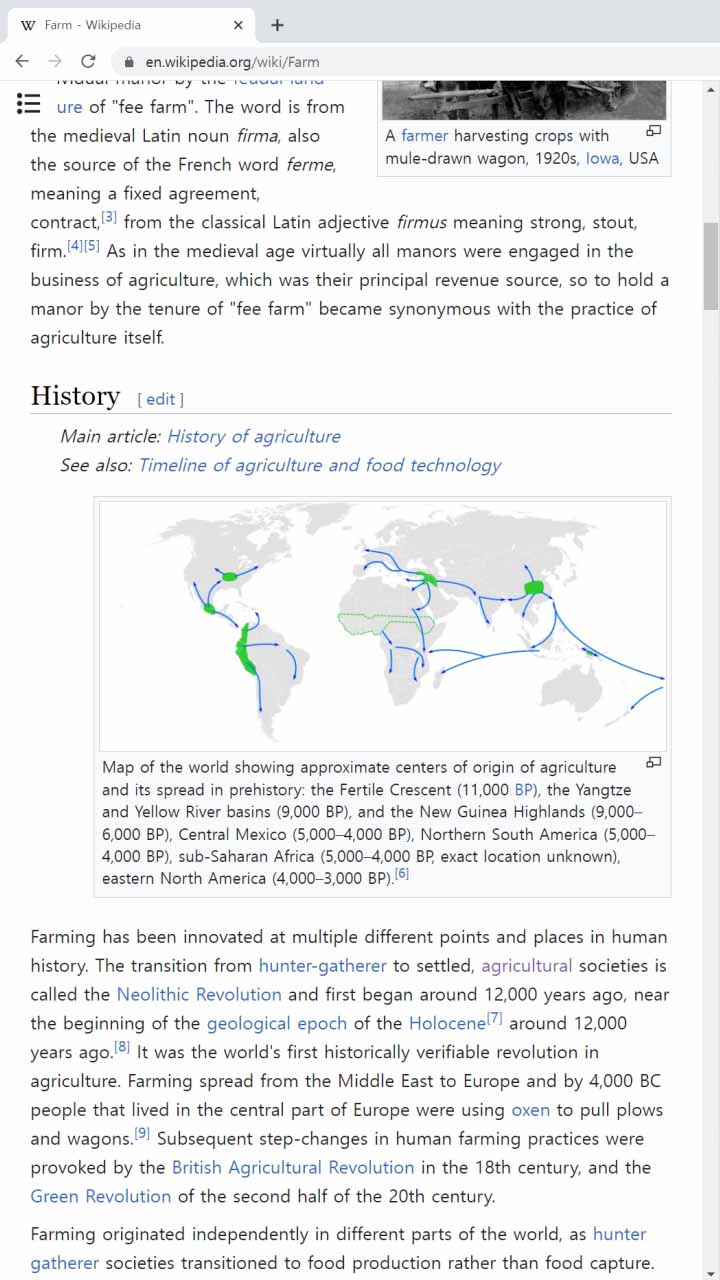 W Farm - Wikipedia × +
en.wikipedia.org/wiki/Farm
ividual manor by the feudal land
ure of "fee farm". The word is from
the medieval Latin noun firma, also
the source of the French word ferme,
meaning a fixed agreement,
A farmer harvesting crops with
mule-drawn wagon, 1920s, Iowa, USA
contract,[3] from the classical Latin adjective firmus meaning strong, stout,
firm.[4][5] As in the medieval age virtually all manors were engaged in the
business of agriculture, which was their principal revenue source, so to hold a
manor by the tenure of "fee farm" became synonymous with the practice of
agriculture itself.
History [ edit ]
Main article: History of agriculture
See also: Timeline of agriculture and food technology
Map of the world showing approximate centers of origin of agriculture
and its spread in prehistory: the Fertile Crescent (11,000 BP), the Yangtze
and Yellow River basins (9,000 BP), and the New Guinea Highlands (9,000–
6,000 BP), Central Mexico (5,000–4,000 BP), Northern South America (5,000–
4,000 BP), sub-Saharan Africa (5,000–4,000 BP, exact location unknown),
eastern North America (4,000–3,000 BP).[6]
Farming has been innovated at multiple different points and places in human
history. The transition from hunter-gatherer to settled, agricultural societies is
called the Neolithic Revolution and first began around 12,000 years ago, near
the beginning of the geological epoch of the Holocene[7] around 12,000
years ago.[8] It was the world's first historically verifiable revolution in
agriculture. Farming spread from the Middle East to Europe and by 4,000 BC
people that lived in the central part of Europe were using oxen to pull plows
and wagons.[9] Subsequent step-changes in human farming practices were
provoked by the British Agricultural Revolution in the 18th century, and the
Green Revolution of the second half of the 20th century.
Farming originated independently in different parts of the world, as hunter
gatherer societies transitioned to food production rather than food capture.